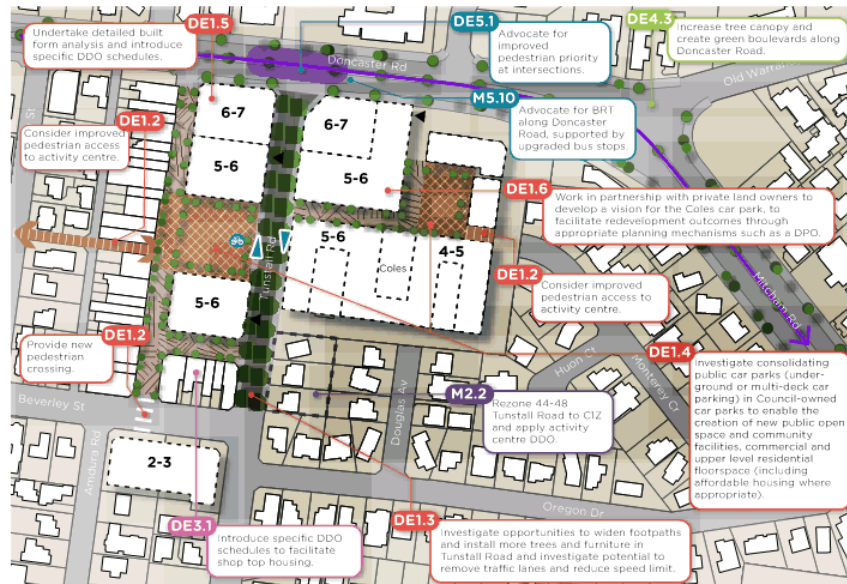 DE1.5
Undertake detailed built
form analysis and introduce
specific DDO schedules.
DE5.1
Advocate for
improved
pedestrian priority
at intersections.
DE4.3
Increase tree canopy and
create green boulevards along
Doncaster Road.
Doncaster Rd
Old Warran
M5.10
Advocate for BRT
along Doncaster
Road, supported by
upgraded bus stops.
St
DE1.2
Consider improved
pedestrian access
to activity centre.
6-7
6-7
5-6
5-6
DE1.6
Work in partnership with private land owners to
develop a vision for the Coles car park, to
facilitate redevelopment outcomes through
appropriate planning mechanisms such as a DPO.
Tunstall Rd
5-6
4-5
Coles
DE1.2
Consider improved
pedestrian access to
activity centre.
Mitcham Rd
5-6
DE1.2
Provide new
pedestrian
crossing.
Huon Ct
Monterey Cr
DE1.4
Investigate consolidating
public car parks (under-
ground or multi-deck car
parking) in Council-owned
car parks to enable the
creation of new public open
space and community
facilities, commercial and
upper level residential
floorspace (including
affordable housing where
appropriate).
M2.2
Rezone 44-48
Tunstall Road to C1Z
and apply activity
centre DDO.
Douglas Av
Beverley St
Amdura Rd
2-3
Oregon Dr
DE3.1
Introduce specific DDO
schedules to facilitate
shop top housing.
DE1.3
Investigate opportunities to widen footpaths
and install more trees and furniture in
Tunstall Road and investigate potential to
remove traffic lanes and reduce speed limit.